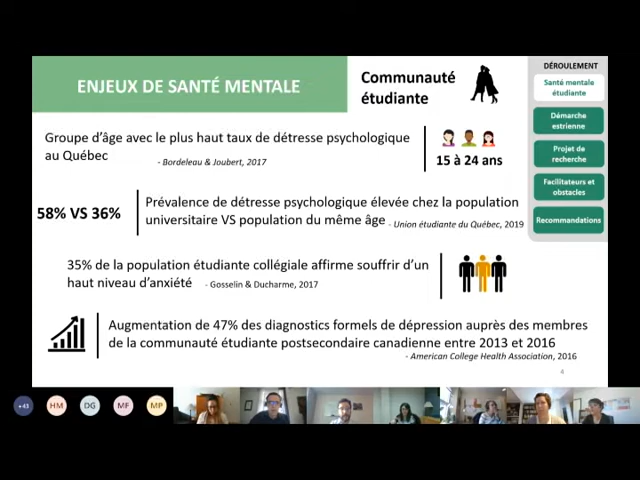 ENJEUX DE SANTÉ MENTALE
Communauté
étudiante
DÉROULEMENT
Santé mentale
étudiante
Démarche
estrienne
Projet de
recherche
Facilitateurs et
obstacles
Recommandations
Groupe d'âge avec le plus haut taux de détresse psychologique
au Québec - Bordeleau & Joubert, 2017
15 à 24 ans
58% VS 36%
Prévalence de détresse psychologique élevée chez la population
universitaire VS population du même âge - Union étudiante du Québec, 2019
35% de la population étudiante collégiale affirme souffrir d'un
haut niveau d'anxiété - Gosselin & Ducharme, 2017
Augmentation de 47% des diagnostics formels de dépression auprès des membres
de la communauté étudiante postsecondaire canadienne entre 2013 et 2016
- American College Health Association, 2016
4
+43 HM DG MF MP